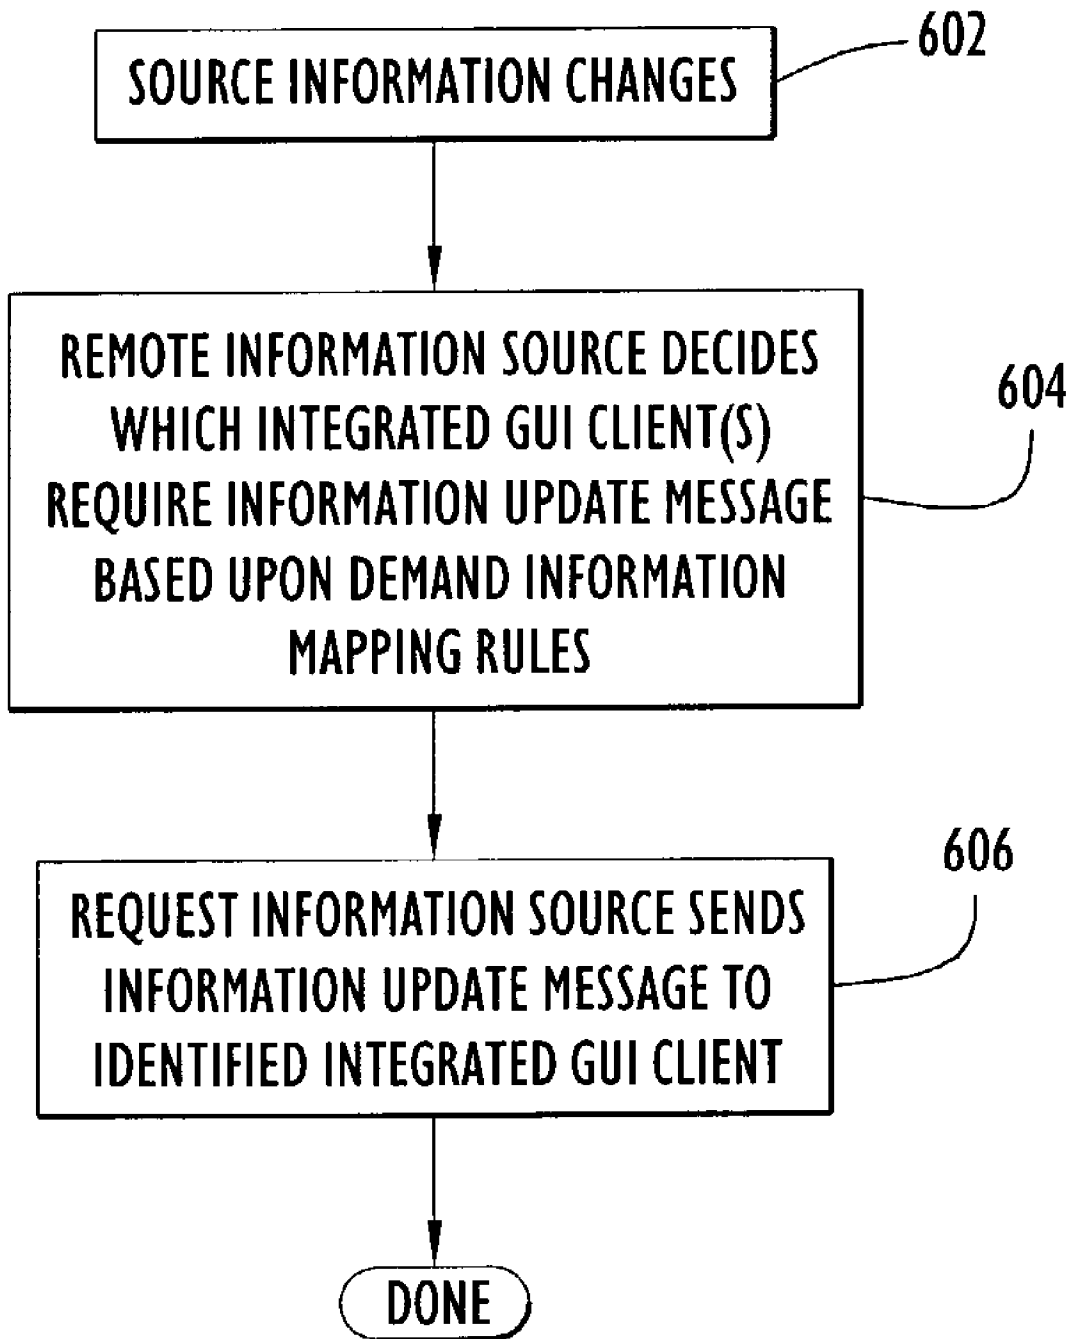 602
SOURCE INFORMATION CHANGES
REMOTE INFORMATION SOURCE DECIDES
WHICH INTEGRATED GUI CLIENT(S)
REQUIRE INFORMATION UPDATE MESSAGE
BASED UPON DEMAND INFORMATION
MAPPING RULES
604
REQUEST INFORMATION SOURCE SENDS
INFORMATION UPDATE MESSAGE TO
IDENTIFIED INTEGRATED GUI CLIENT
606
DONE